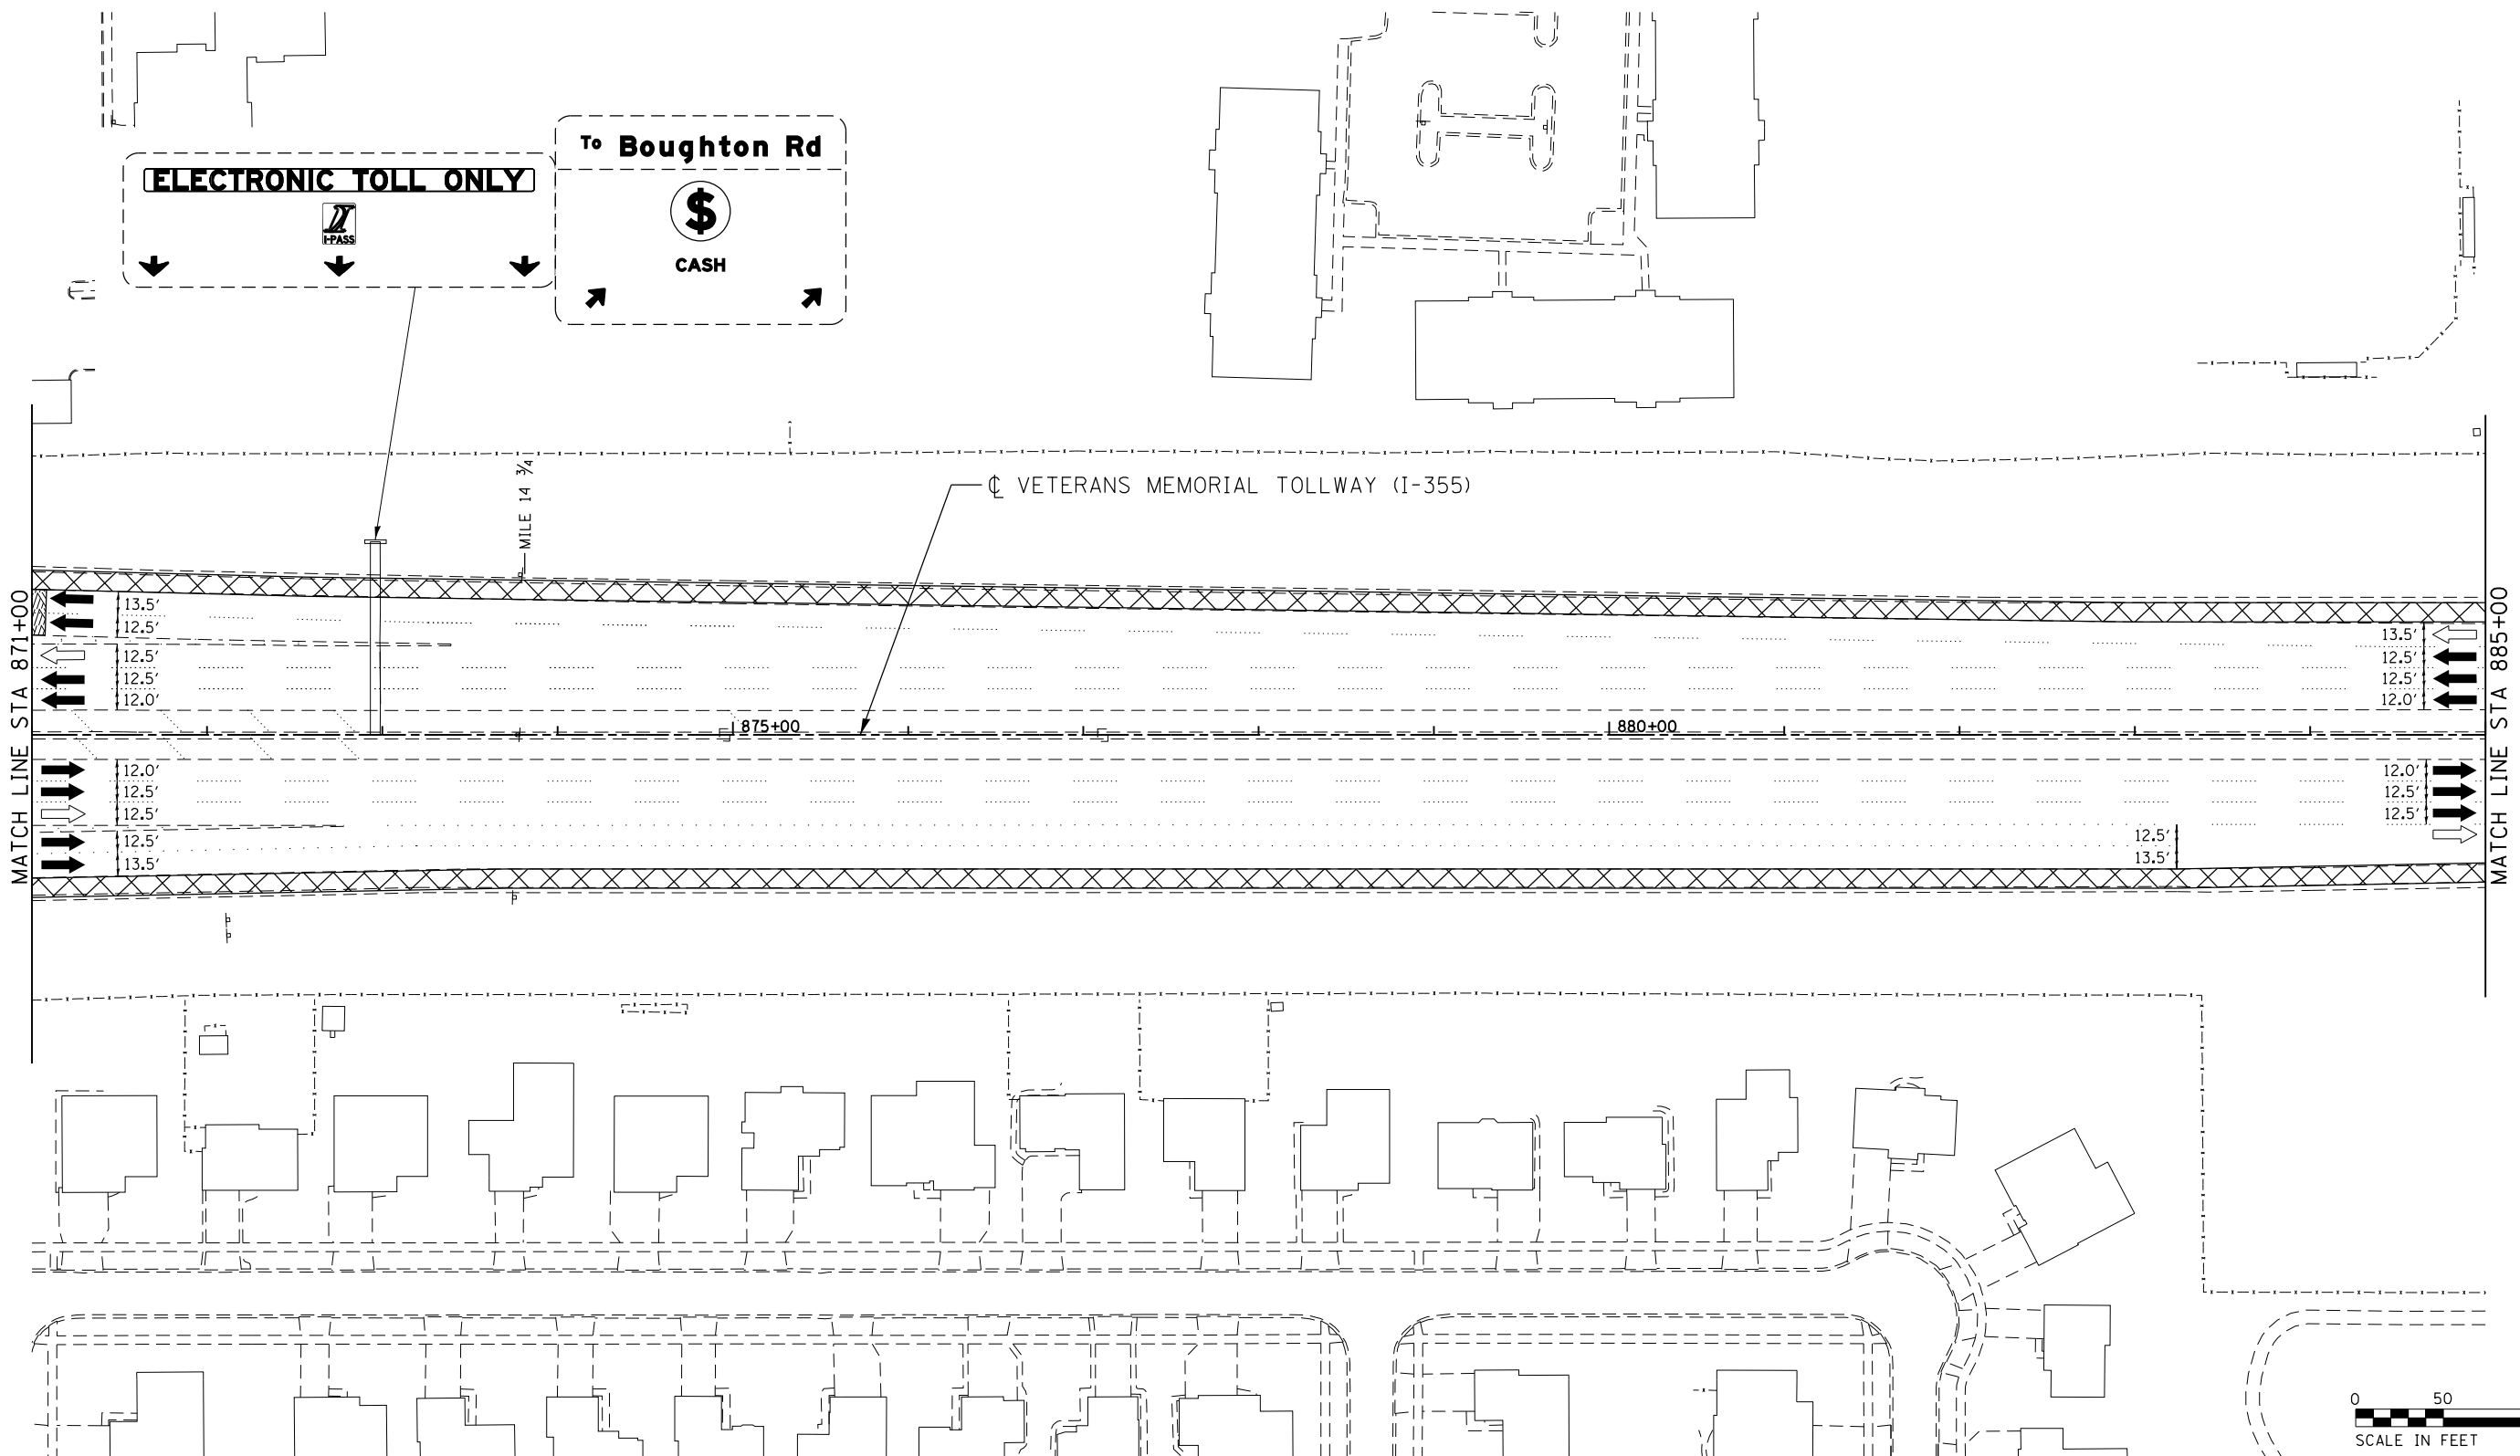 To Boughton Rd
ELECTRONIC TOLL ONLY
$
I-PASS
CASH
MILE 14 3/4
℄ VETERANS MEMORIAL TOLLWAY (I-355)
MATCH LINE STA 871+00
MATCH LINE STA 885+00
13.5'
12.5'
12.5'
12.5'
12.0'
13.5'
12.5'
12.5'
12.0'
875+00
880+00
12.0'
12.5'
12.5'
12.5'
13.5'
12.0'
12.5'
12.5'
12.5'
13.5'
0 50
SCALE IN FEET